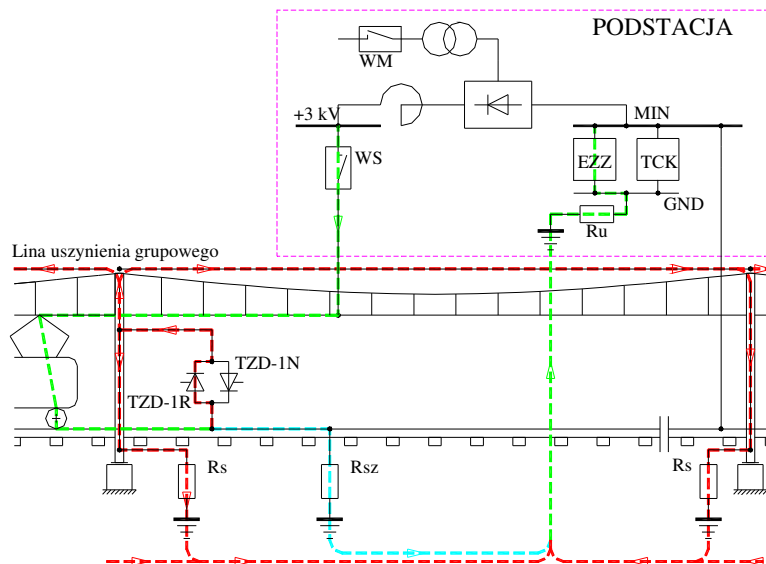 PODSTACJA
WM
+3 kV
MIN
WS
EZZ
TCK
GND
Ru
Lina uszynienia grupowego
TZD-1N
TZD-1R
Rs
Rsz
Rs